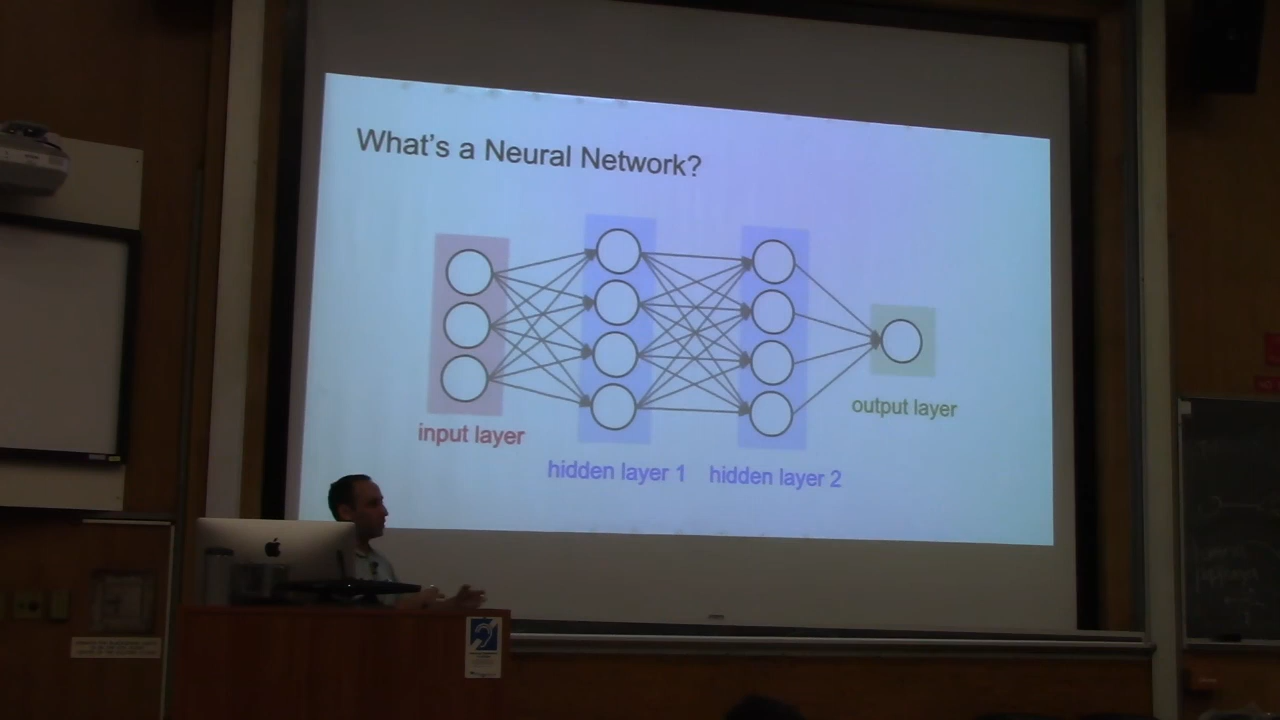 What's a Neural Network?
input layer
hidden layer 1
hidden layer 2
output layer